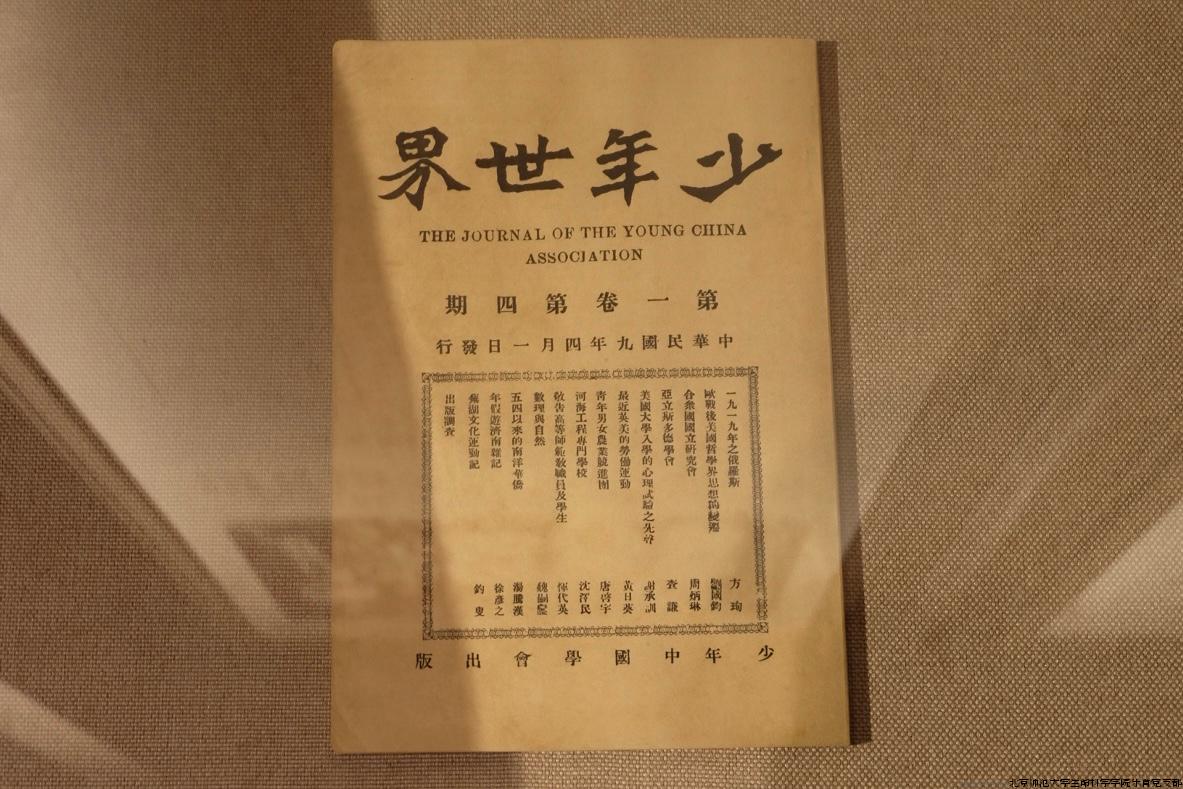 少年世界
THE JOURNAL OF THE YOUNG CHINA
ASSOCIATION
第一卷第四期
中華民國九年四月一日發行
一九一九年之俄羅斯 方珣
歐戰後美國哲學界思想的變遷 劉國鈞
合衆國國立研究會 周炳琳
亞立斯多德學會 查謙
美國大學入學的心理試驗之先聲 謝承訓
最近英美的勞働運動 黃日葵
青年男女農業競進團 唐啓宇
河海工程專門學校 沈澤民
敬告高等師範敎職員及學生 惲代英
數理與自然 魏嗣鑾
五四以來的南洋華僑 湯騰漢
年假遊濟南雜記 徐彥之
蕪湖文化運動記 鈞叟
出版調查
少年中國學會出版